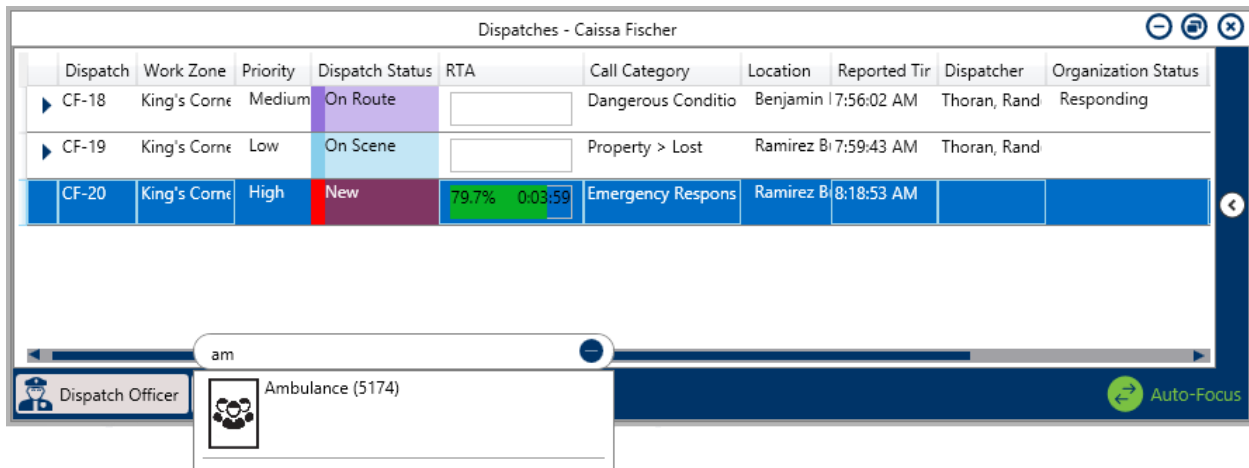 Dispatches - Caissa Fischer
Dispatch Work Zone Priority Dispatch Status RTA Call Category Location Reported Tir Dispatcher Organization Status
CF-18 King's Corne Medium On Route Dangerous Conditio Benjamin 7:56:02 AM Thoran, Rand Responding
CF-19 King's Corne Low On Scene Property > Lost Ramirez B 7:59:43 AM Thoran, Rand
CF-20 King's Corne High New 79.7% 0:03:59 Emergency Respons Ramirez B 8:18:53 AM
am
Dispatch Officer Auto-Focus
Ambulance (5174)